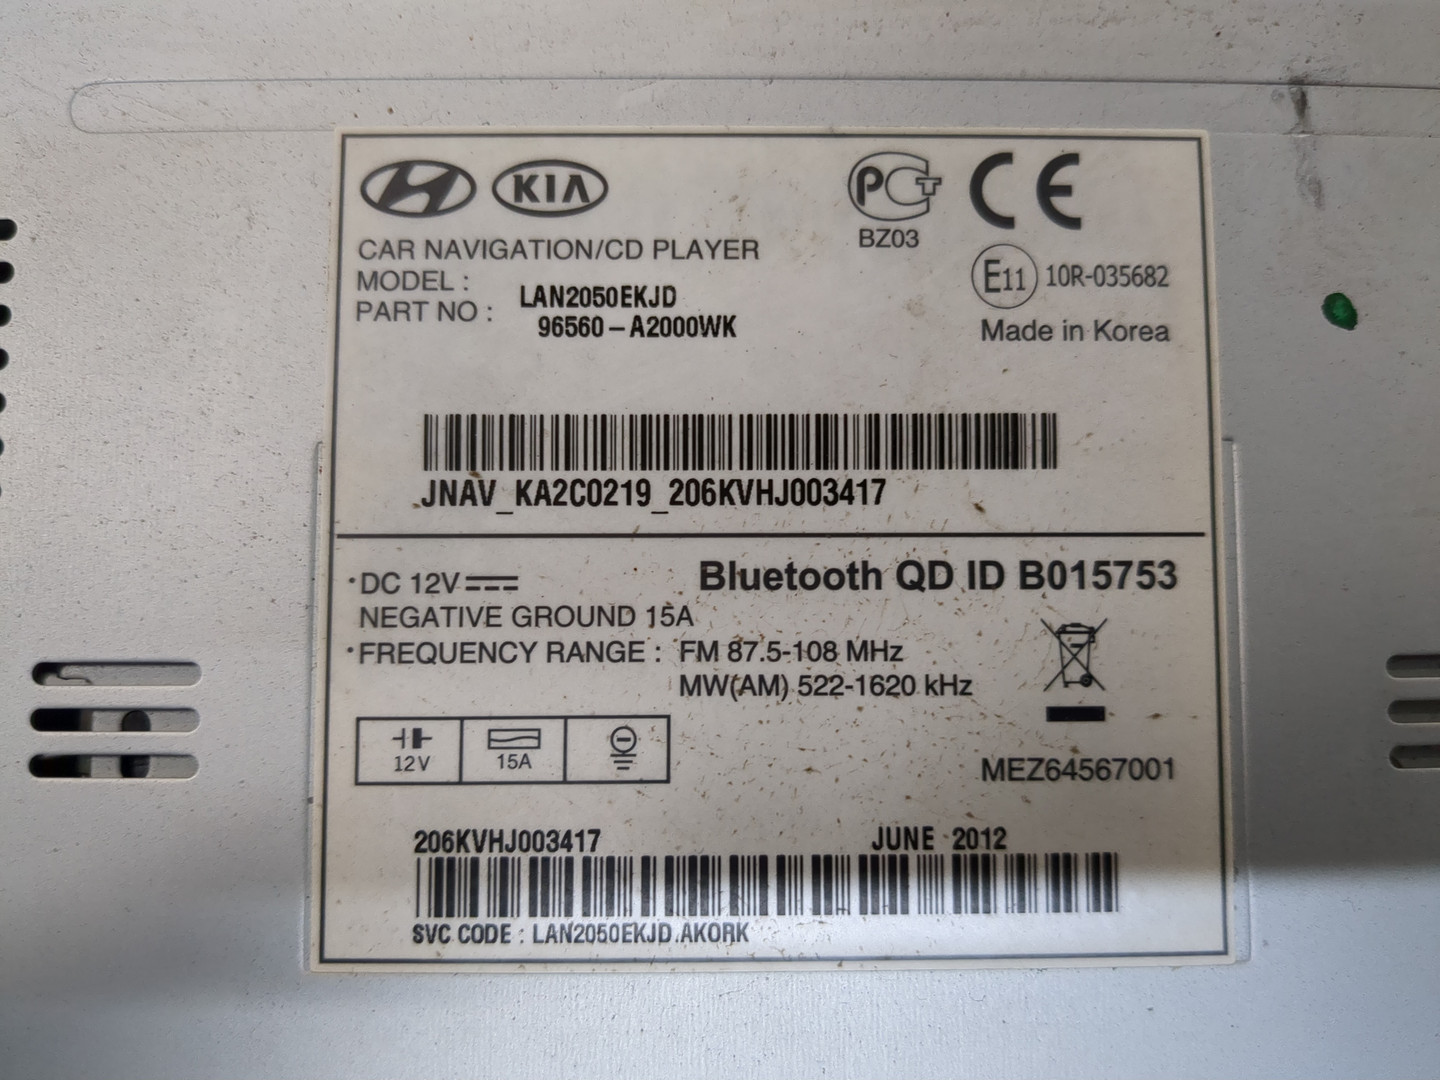 KIA
CAR NAVIGATION/CD PLAYER
MODEL : LAN2050EKJD
PART NO : 96560-A2000WK
PCT
BZ03
CE
E11 10R-035682
Made in Korea
JNAV_KA2C0219_206KVHJ003417
•DC 12V
NEGATIVE GROUND 15A
Bluetooth QD ID B015753
•FREQUENCY RANGE : FM 87.5-108 MHz
MW(AM) 522-1620 kHz
12V
15A
MEZ64567001
206KVHJ003417
JUNE 2012
SVC CODE : LAN2050EKJD.AKORK